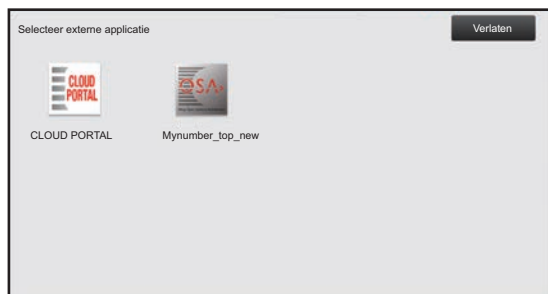 Selecteer externe applicatie
Verlaten
CLOUD
PORTAL
OSA
CLOUD PORTAL
Mynumber_top_new